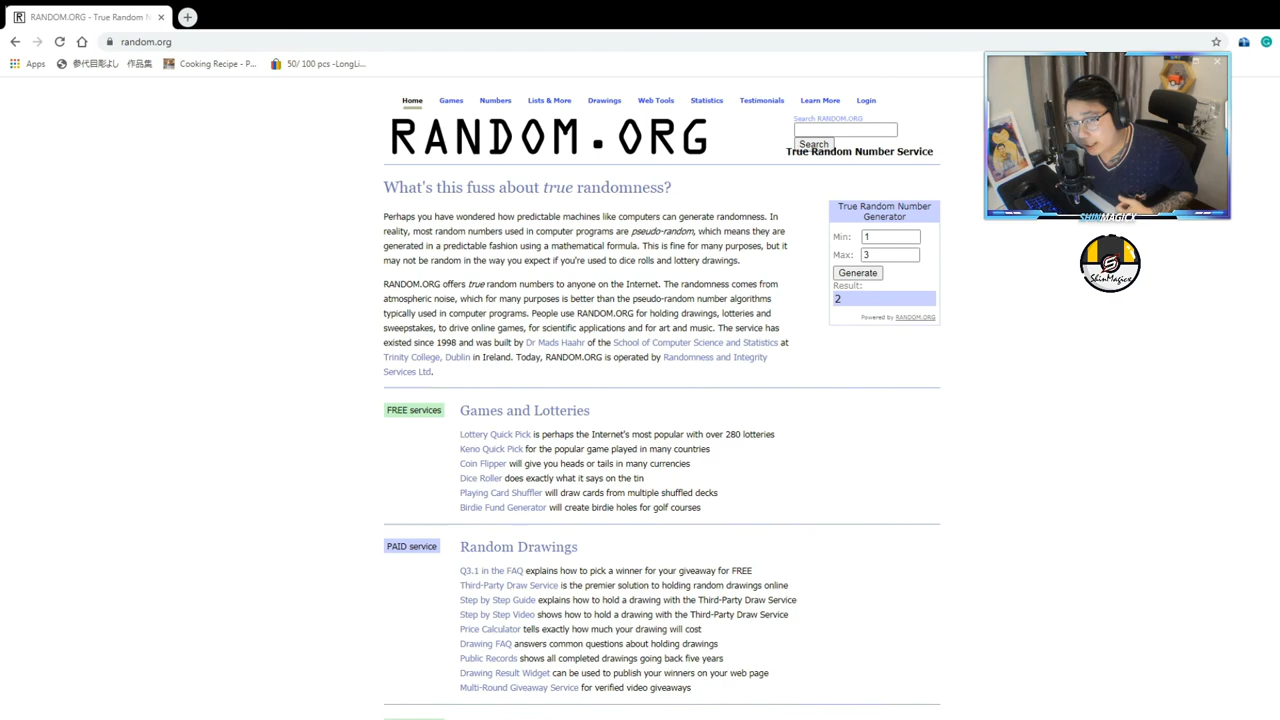 RANDOM.ORG - True Random N
random.org
Apps
参代目彫よし 作品集
Cooking Recipe - P...
50/ 100 pcs -LongLi...
Home Games Numbers Lists & More Drawings Web Tools Statistics Testimonials Learn More Login
RANDOM.ORG
Search RANDOM.ORG
Search
True Random Number Service
What's this fuss about true randomness?
Perhaps you have wondered how predictable machines like computers can generate randomness. In
reality, most random numbers used in computer programs are pseudo-random, which means they are
generated in a predictable fashion using a mathematical formula. This is fine for many purposes, but it
may not be random in the way you expect if you're used to dice rolls and lottery drawings.
RANDOM.ORG offers true random numbers to anyone on the Internet. The randomness comes from
atmospheric noise, which for many purposes is better than the pseudo-random number algorithms
typically used in computer programs. People use RANDOM.ORG for holding drawings, lotteries and
sweepstakes, to drive online games, for scientific applications and for art and music. The service has
existed since 1998 and was built by Dr Mads Haahr of the School of Computer Science and Statistics at
Trinity College, Dublin in Ireland. Today, RANDOM.ORG is operated by Randomness and Integrity
Services Ltd.
True Random Number
Generator
Min: 1
Max: 3
Generate
Result:
2
Powered by RANDOM.ORG
SHINMAGICX
ShinMagicx
FREE services
Games and Lotteries
Lottery Quick Pick is perhaps the Internet's most popular with over 280 lotteries
Keno Quick Pick for the popular game played in many countries
Coin Flipper will give you heads or tails in many currencies
Dice Roller does exactly what it says on the tin
Playing Card Shuffler will draw cards from multiple shuffled decks
Birdie Fund Generator will create birdie holes for golf courses
PAID service
Random Drawings
Q3.1 in the FAQ explains how to pick a winner for your giveaway for FREE
Third-Party Draw Service is the premier solution to holding random drawings online
Step by Step Guide explains how to hold a drawing with the Third-Party Draw Service
Step by Step Video shows how to hold a drawing with the Third-Party Draw Service
Price Calculator tells exactly how much your drawing will cost
Drawing FAQ answers common questions about holding drawings
Public Records shows all completed drawings going back five years
Drawing Result Widget can be used to publish your winners on your web page
Multi-Round Giveaway Service for verified video giveaways